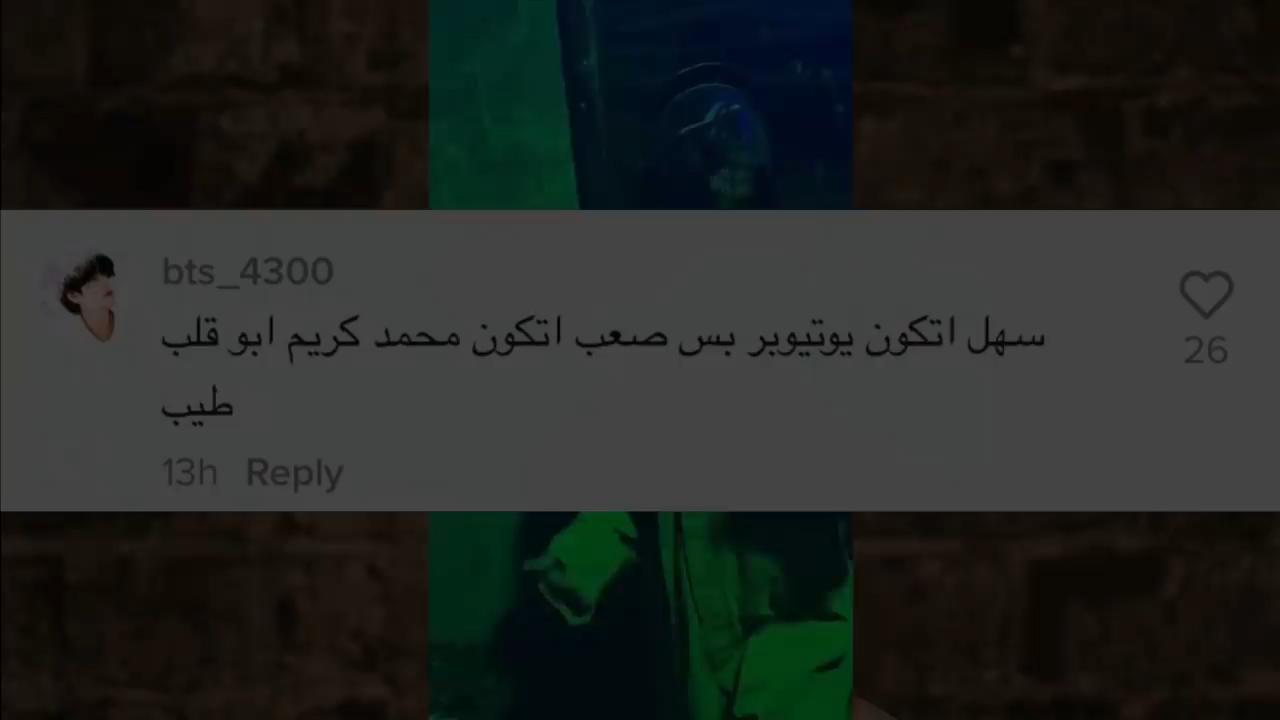 bts_4300
سهل اتكون يوتيوبر بس صعب اتكون محمد كريم ابو قلب
طيب
26
13h Reply